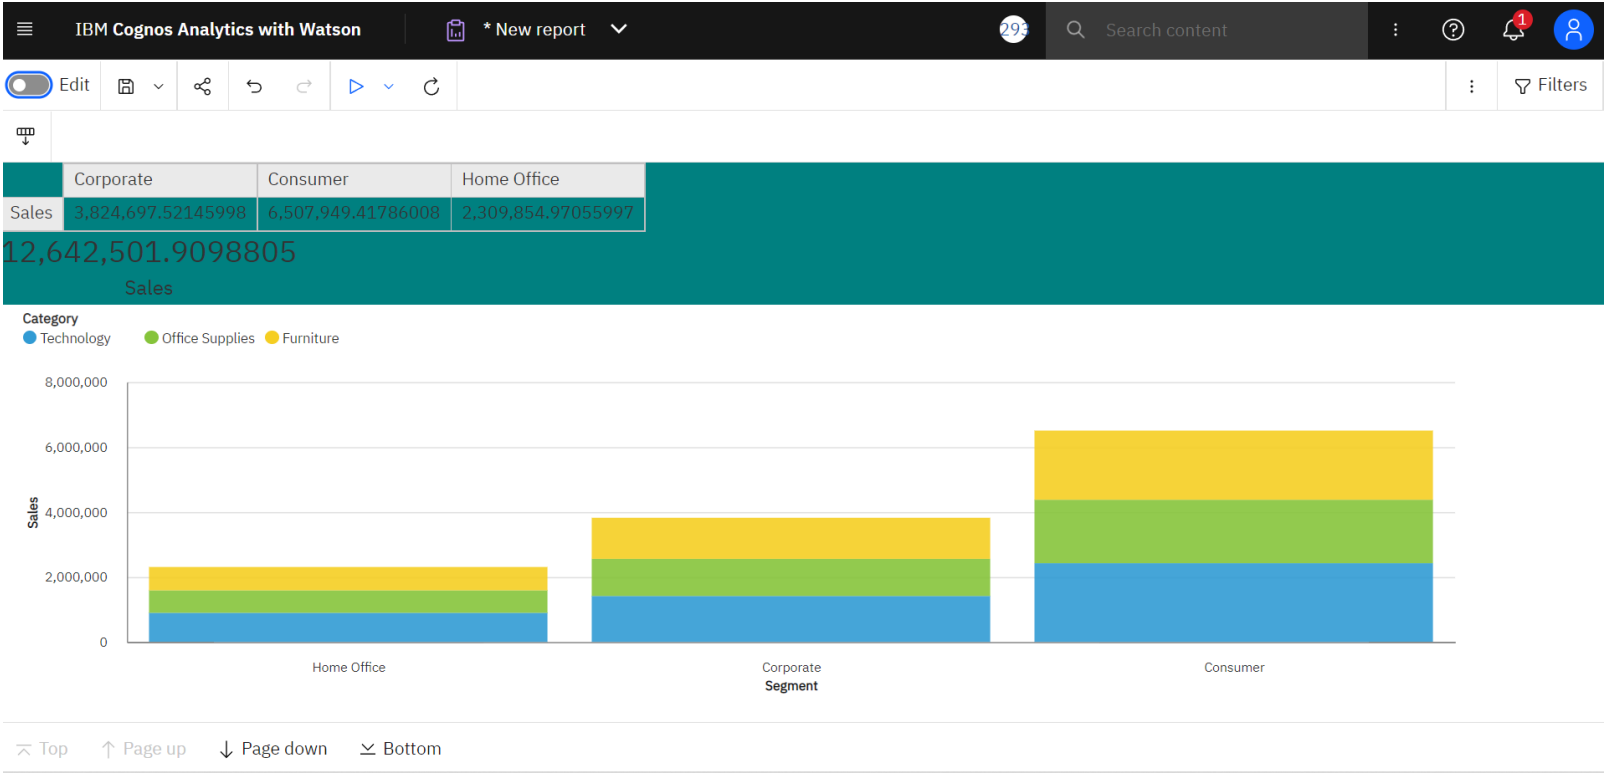 IBM Cognos Analytics with Watson * New report 293 Search content 1
Edit Filters
Corporate Consumer Home Office
Sales 3,824,697.52145998 6,507,949.41786008 2,309,854.97055997
12,642,501.9098805
Sales
Category
Technology Office Supplies Furniture
8,000,000
6,000,000
4,000,000
2,000,000
0
Sales
Home Office Corporate Consumer
Segment
Top Page up Page down Bottom